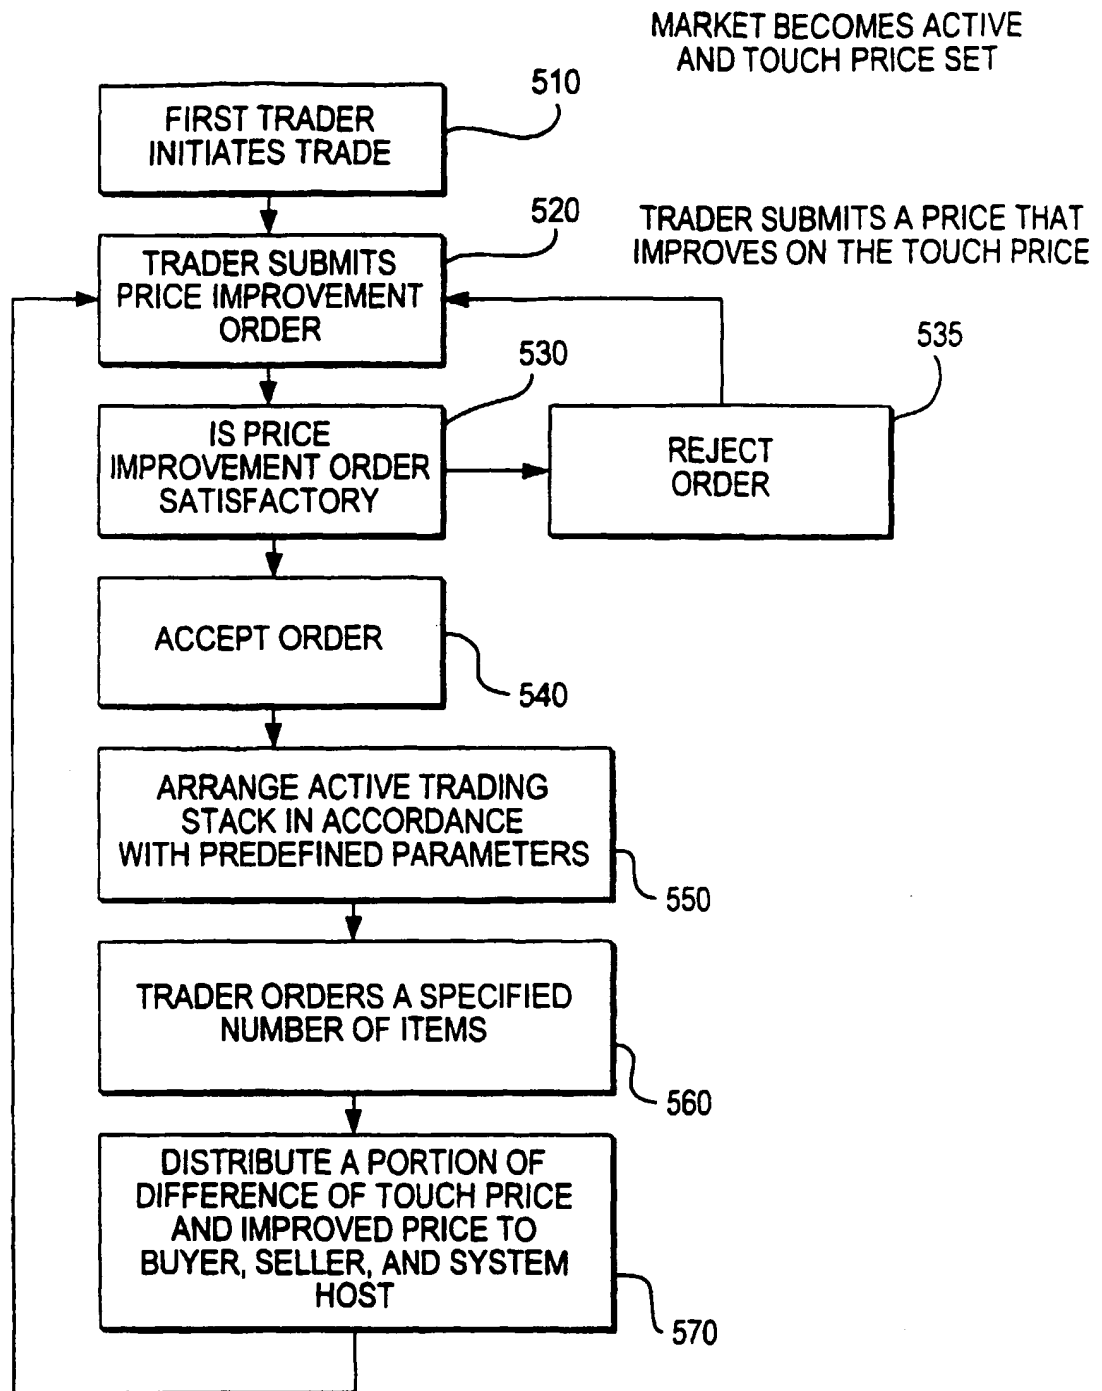 MARKET BECOMES ACTIVE
AND TOUCH PRICE SET
510
FIRST TRADER
INITIATES TRADE
520
TRADER SUBMITS A PRICE THAT
IMPROVES ON THE TOUCH PRICE
TRADER SUBMITS
PRICE IMPROVEMENT
ORDER
530
535
IS PRICE
IMPROVEMENT ORDER
SATISFACTORY
REJECT
ORDER
ACCEPT ORDER
540
ARRANGE ACTIVE TRADING
STACK IN ACCORDANCE
WITH PREDEFINED PARAMETERS
550
TRADER ORDERS A SPECIFIED
NUMBER OF ITEMS
560
DISTRIBUTE A PORTION OF
DIFFERENCE OF TOUCH PRICE
AND IMPROVED PRICE TO
BUYER, SELLER, AND SYSTEM
HOST
570